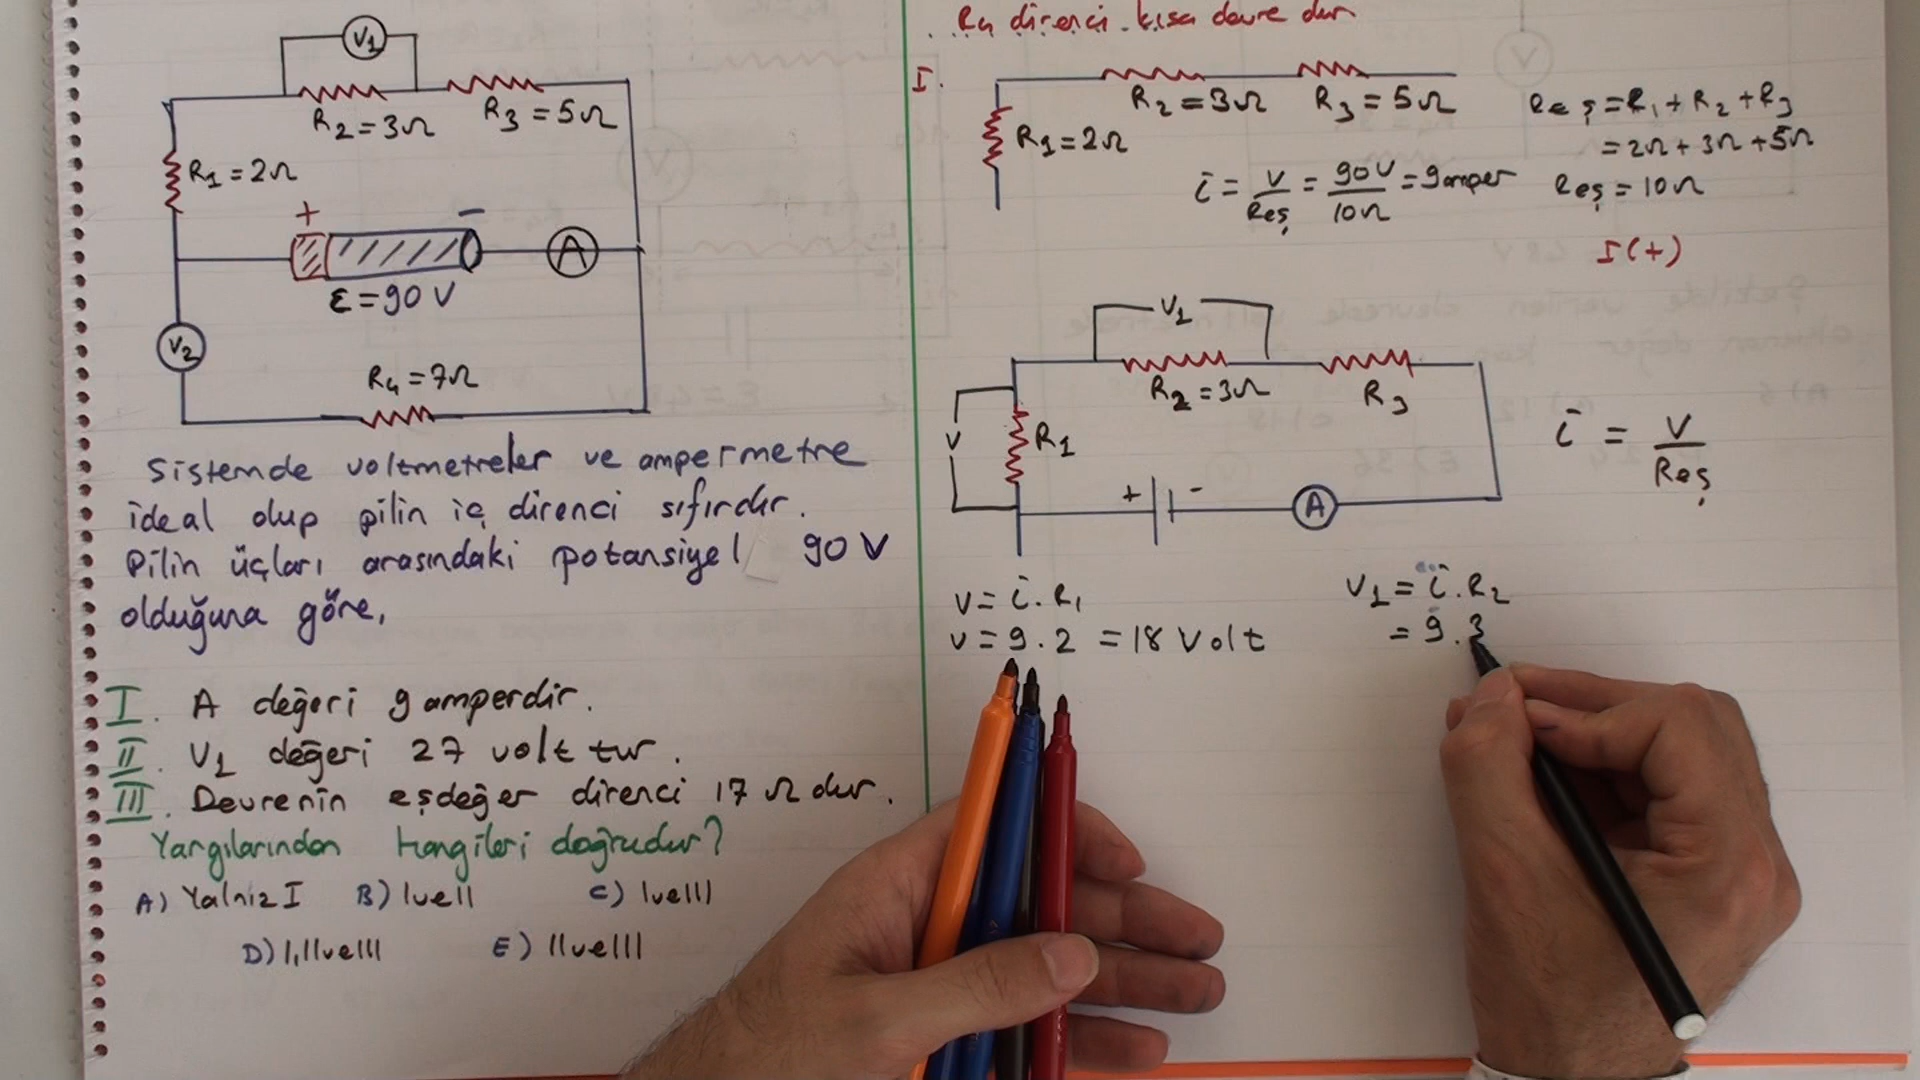 V1
R2 = 3Ω
R3 = 5Ω
R1 = 2Ω
+ -
A
ε = 90 V
V2
R4 = 7Ω
Sistemde voltmetreler ve ampermetre
ideal olup pilin iç direnci sıfırdır.
Pilin üçları arasındaki potansiyel 90 V
olduğuna göre,
I. A değeri 9 amperdir.
II. V1 değeri 27 volt tur.
III. Devrenin eşdeğer direnci 17 Ω dur.
Yargılarından hangileri doğrudur?
A) Yalnız I B) I ve II C) I ve III
D) I, II ve III E) II ve III
R4 direnci kısa devre dur
I.
R2 = 3Ω R3 = 5Ω
R1 = 2Ω
Reş = R1 + R2 + R3
= 2Ω + 3Ω + 5Ω
Reş = 10Ω
i = V/Reş = 90V/10Ω = 9 amper
I (+)
V1
R2 = 3Ω R3
V R1
+ - A
i = V/Reş
V = i . R1
V = 9 . 2 = 18 Volt
V1 = i . R2
= 9 . 3